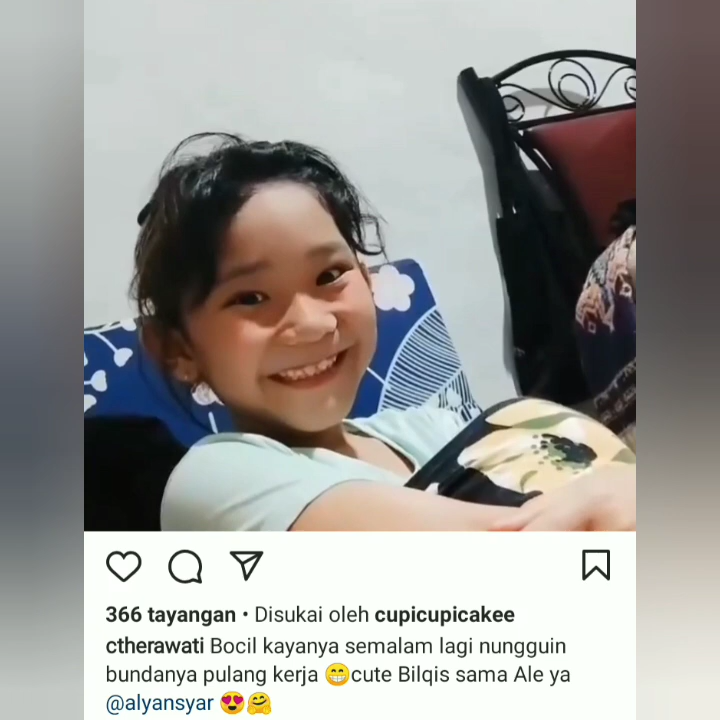 366 tayangan • Disukai oleh cupicupicakee
ctherawati Bocil kayanya semalam lagi nungguin
bundanya pulang kerja 😁cute Bilqis sama Ale ya
@alyansyar 😍🤗